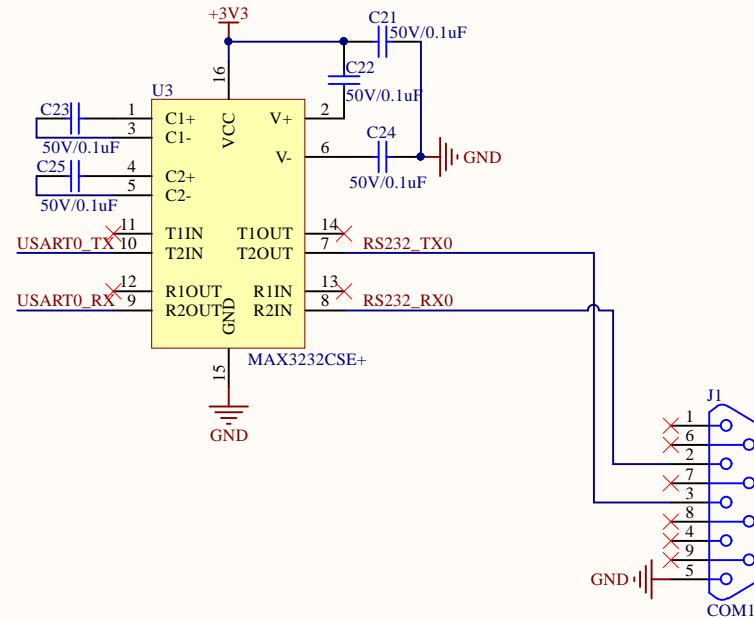 +3V3
C21
50V/0.1uF
C22
50V/0.1uF
U3
16
C23
1
C1+
V+
2
3
C1-
VCC
50V/0.1uF
C24
6
V-
GND
50V/0.1uF
C25
4
C2+
5
C2-
50V/0.1uF
11
T1IN
T1OUT
14
USART0_TX
10
T2IN
T2OUT
7
RS232_TX0
12
R1OUT
R1IN
13
USART0_RX
9
R2OUT
GND
R2IN
8
RS232_RX0
15
MAX3232CSE+
GND
J1
1
6
2
7
3
8
4
9
5
GND
COM1